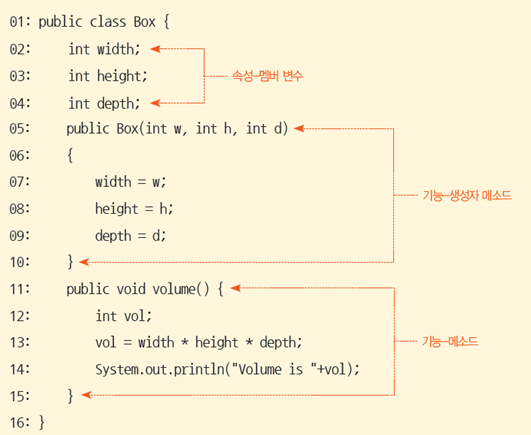 01: public class Box {
02: int width;
03: int height;
속성-멤버 변수
04: int depth;
05: public Box(int w, int h, int d)
06: {
07: width = w;
08: height = h;
기능-생성자 메소드
09: depth = d;
10: }
11: public void volume() {
12: int vol;
13: vol = width * height * depth;
기능-메소드
14: System.out.println("Volume is "+vol);
15: }
16: }